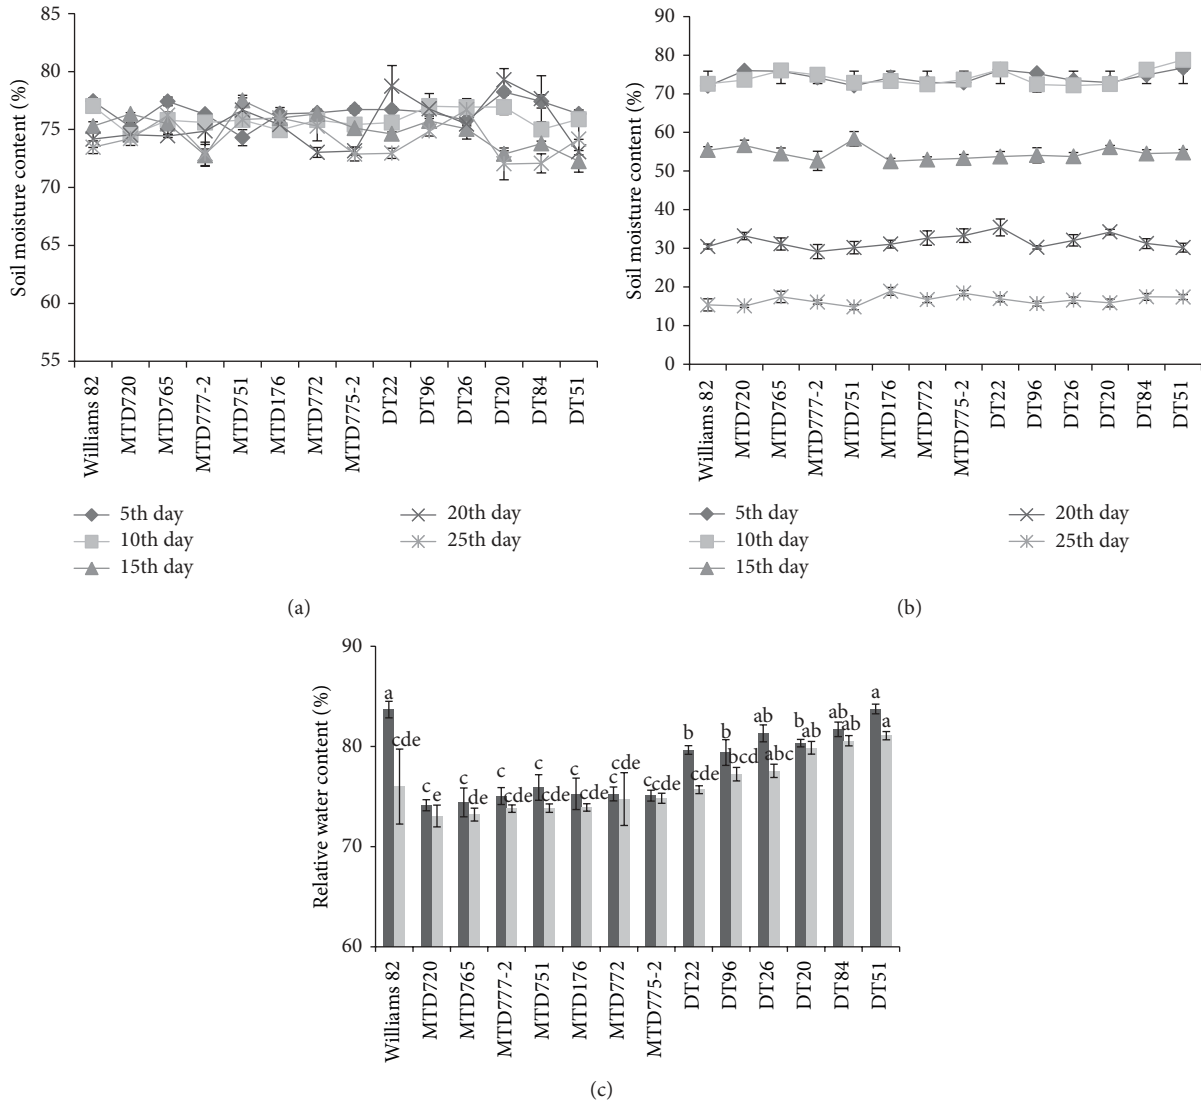 85
80
75
70
65
60
55
Soil moisture content (%)
Williams 82
MTD720
MTD765
MTD777-2
MTD751
MTD176
MTD772
MTD775-2
DT22
DT96
DT26
DT20
DT84
DT51
5th day
10th day
15th day
20th day
25th day
(a)
90
80
70
60
50
40
30
20
10
0
Soil moisture content (%)
Williams 82
MTD720
MTD765
MTD777-2
MTD751
MTD176
MTD772
MTD775-2
DT22
DT96
DT26
DT20
DT84
DT51
5th day
10th day
15th day
20th day
25th day
(b)
90
80
70
60
Relative water content (%)
a
cde
c
e
c
de
c
cde
c
cde
c
cde
c
cde
c
cde
b
cde
b
bcd
ab
abc
b
ab
ab
ab
a
a
Williams 82
MTD720
MTD765
MTD777-2
MTD751
MTD176
MTD772
MTD775-2
DT22
DT96
DT26
DT20
DT84
DT51
(c)